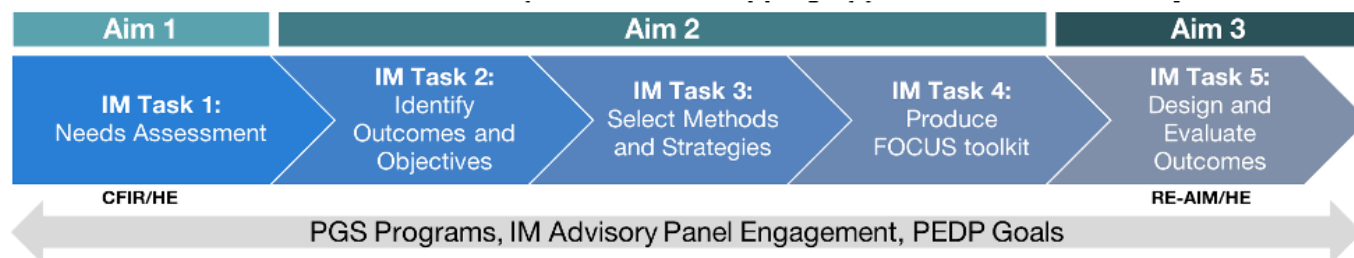 Aim 1
Aim 2
Aim 3
IM Task 1:
Needs Assessment
IM Task 2:
Identify
Outcomes and
Objectives
IM Task 3:
Select Methods
and Strategies
IM Task 4:
Produce
FOCUS toolkit
IM Task 5:
Design and
Evaluate
Outcomes
CFIR/HE
RE-AIM/HE
PGS Programs, IM Advisory Panel Engagement, PEDP Goals